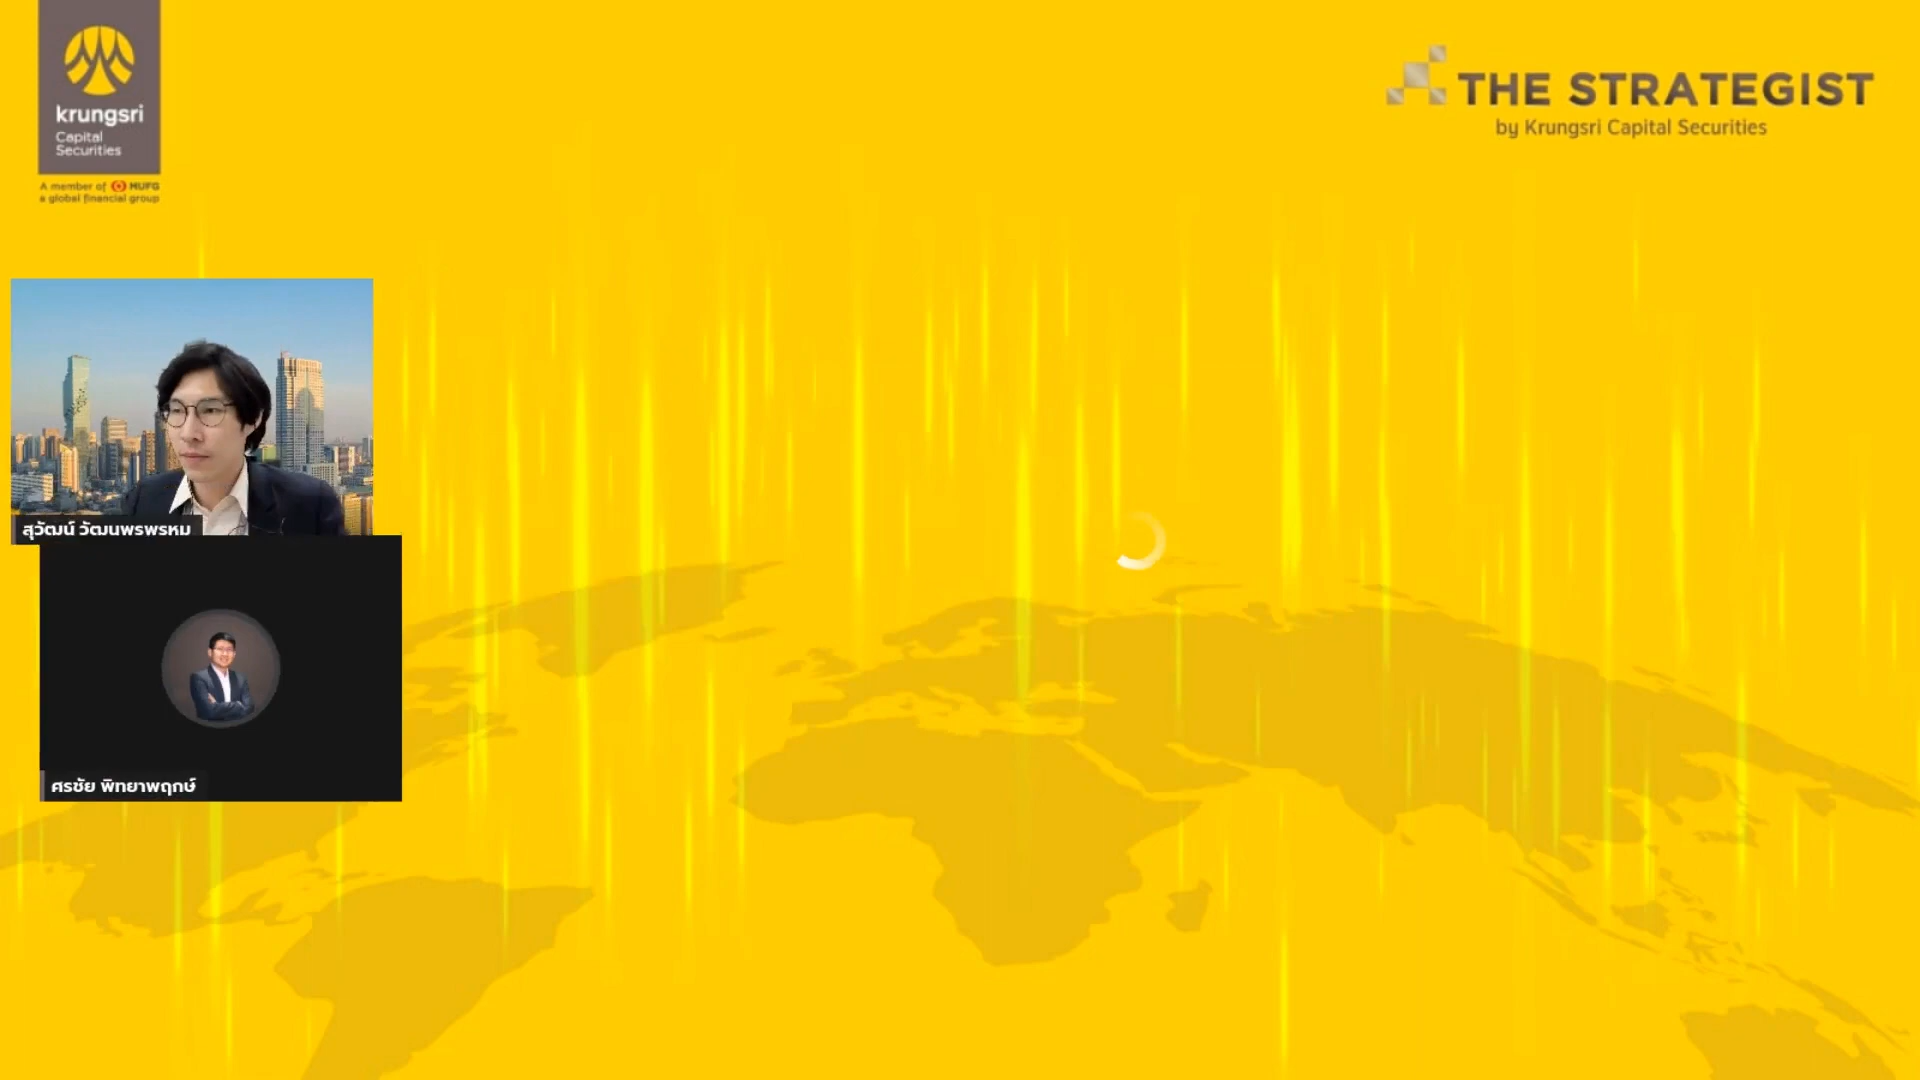 krungsri
Capital
Securities
A member of MUFG
a global financial group
THE STRATEGIST
by Krungsri Capital Securities
สุวัฒน์ วัฒนพรพรหม
ศรชัย พิทยาพฤกษ์